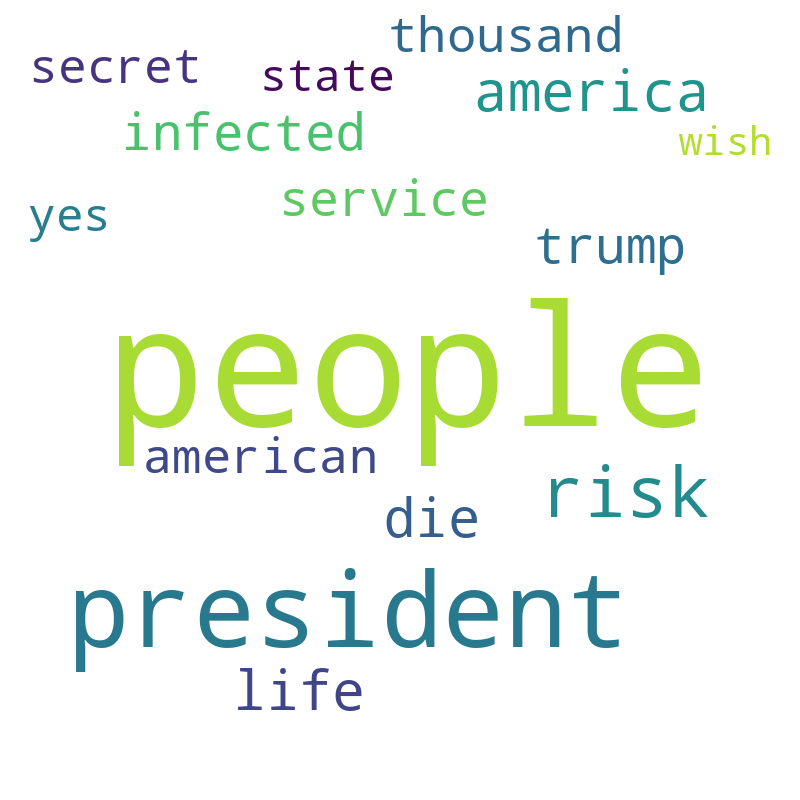 thousand
secret
state
america
infected
wish
service
yes
trump
people
american
risk
die
president
life